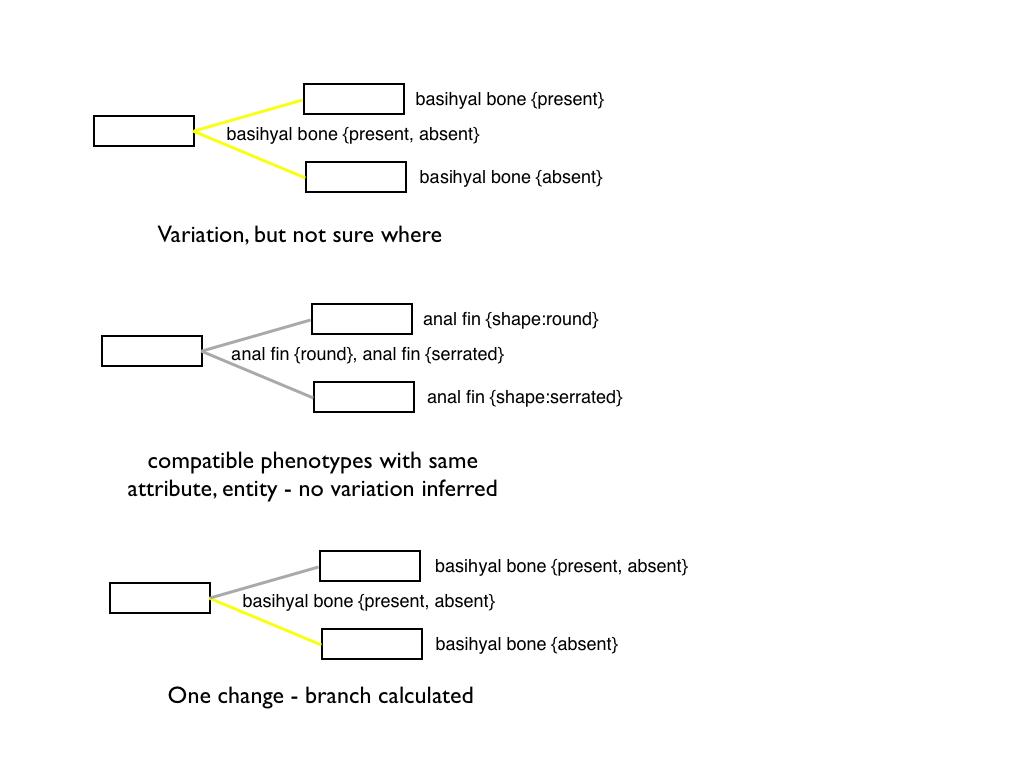 basihyal bone {present}
basihyal bone {present, absent}
basihyal bone {absent}
Variation, but not sure where
anal fin {shape:round}
anal fin {round}, anal fin {serrated}
anal fin {shape:serrated}
compatible phenotypes with same
attribute, entity - no variation inferred
basihyal bone {present, absent}
basihyal bone {present, absent}
basihyal bone {absent}
One change - branch calculated